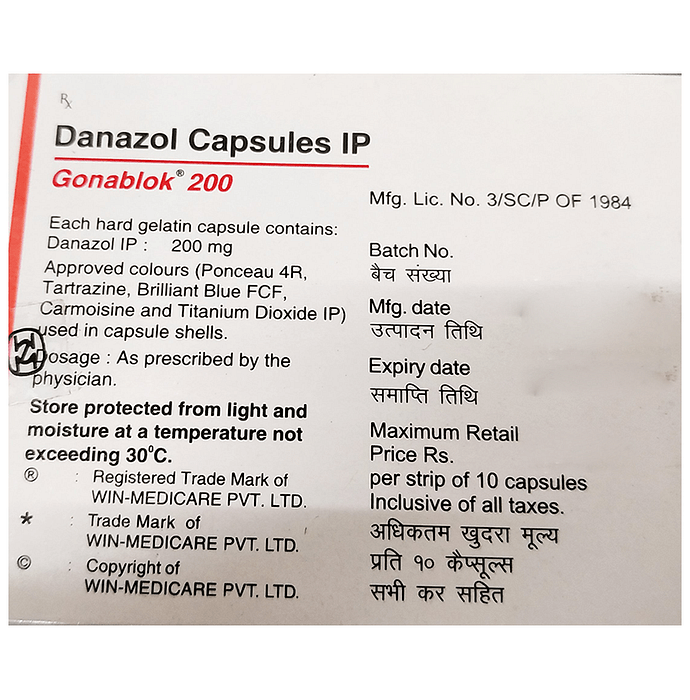 Rx
Danazol Capsules IP
Gonablok® 200
Each hard gelatin capsule contains:
Danazol IP : 200 mg
Approved colours (Ponceau 4R,
Tartrazine, Brilliant Blue FCF,
Carmoisine and Titanium Dioxide IP)
used in capsule shells.
Dosage : As prescribed by the
physician.
Store protected from light and
moisture at a temperature not
exceeding 30⁰C.
® : Registered Trade Mark of
WIN-MEDICARE PVT. LTD.
* : Trade Mark of
WIN-MEDICARE PVT. LTD.
© : Copyright of
WIN-MEDICARE PVT. LTD.
Mfg. Lic. No. 3/SC/P OF 1984
Batch No.
बैच संख्या
Mfg. date
उत्पादन तिथि
Expiry date
समाप्ति तिथि
Maximum Retail
Price Rs.
per strip of 10 capsules
Inclusive of all taxes.
अधिकतम खुदरा मूल्य
प्रति १० कैप्सूल्स
सभी कर सहित